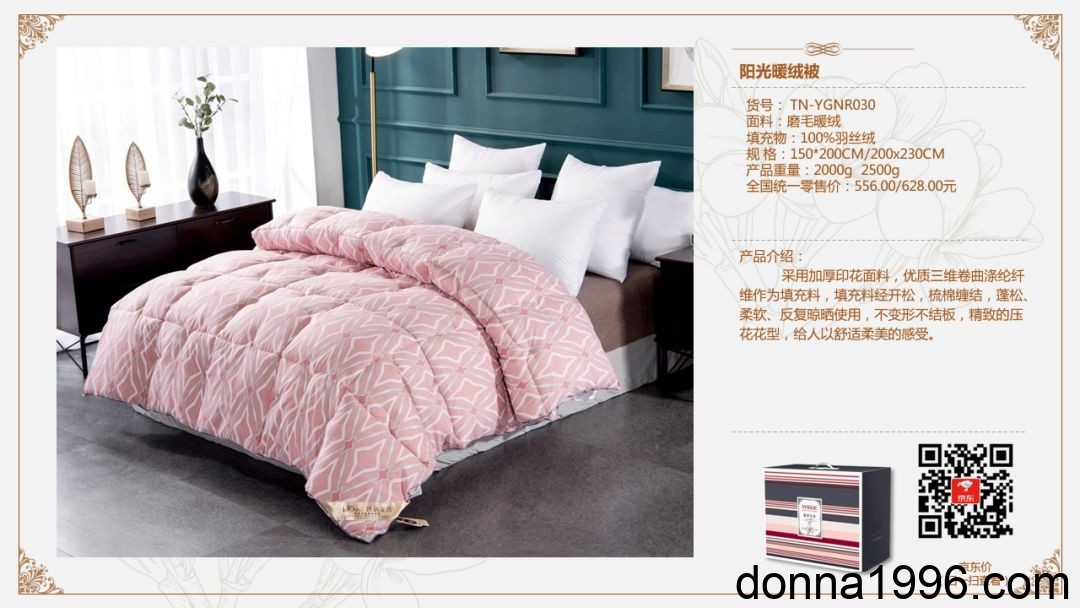 阳光暖绒被
货号： TN-YGNR030
面料：磨毛暖绒
填充物：100%羽丝绒
规 格：150*200CM/200x230CM
产品重量：2000g 2500g
全国统一零售价：556.00/628.00元
产品介绍：
采用加厚印花面料，优质三维卷曲涤纶纤
维作为填充料，填充料经开松，梳棉缠结，蓬松、
柔软、反复晾晒使用，不变形不结板，精致的压
花花型，给人以舒适柔美的感受。
VOGUE
京东
京东价
扫查看
donna1996.com